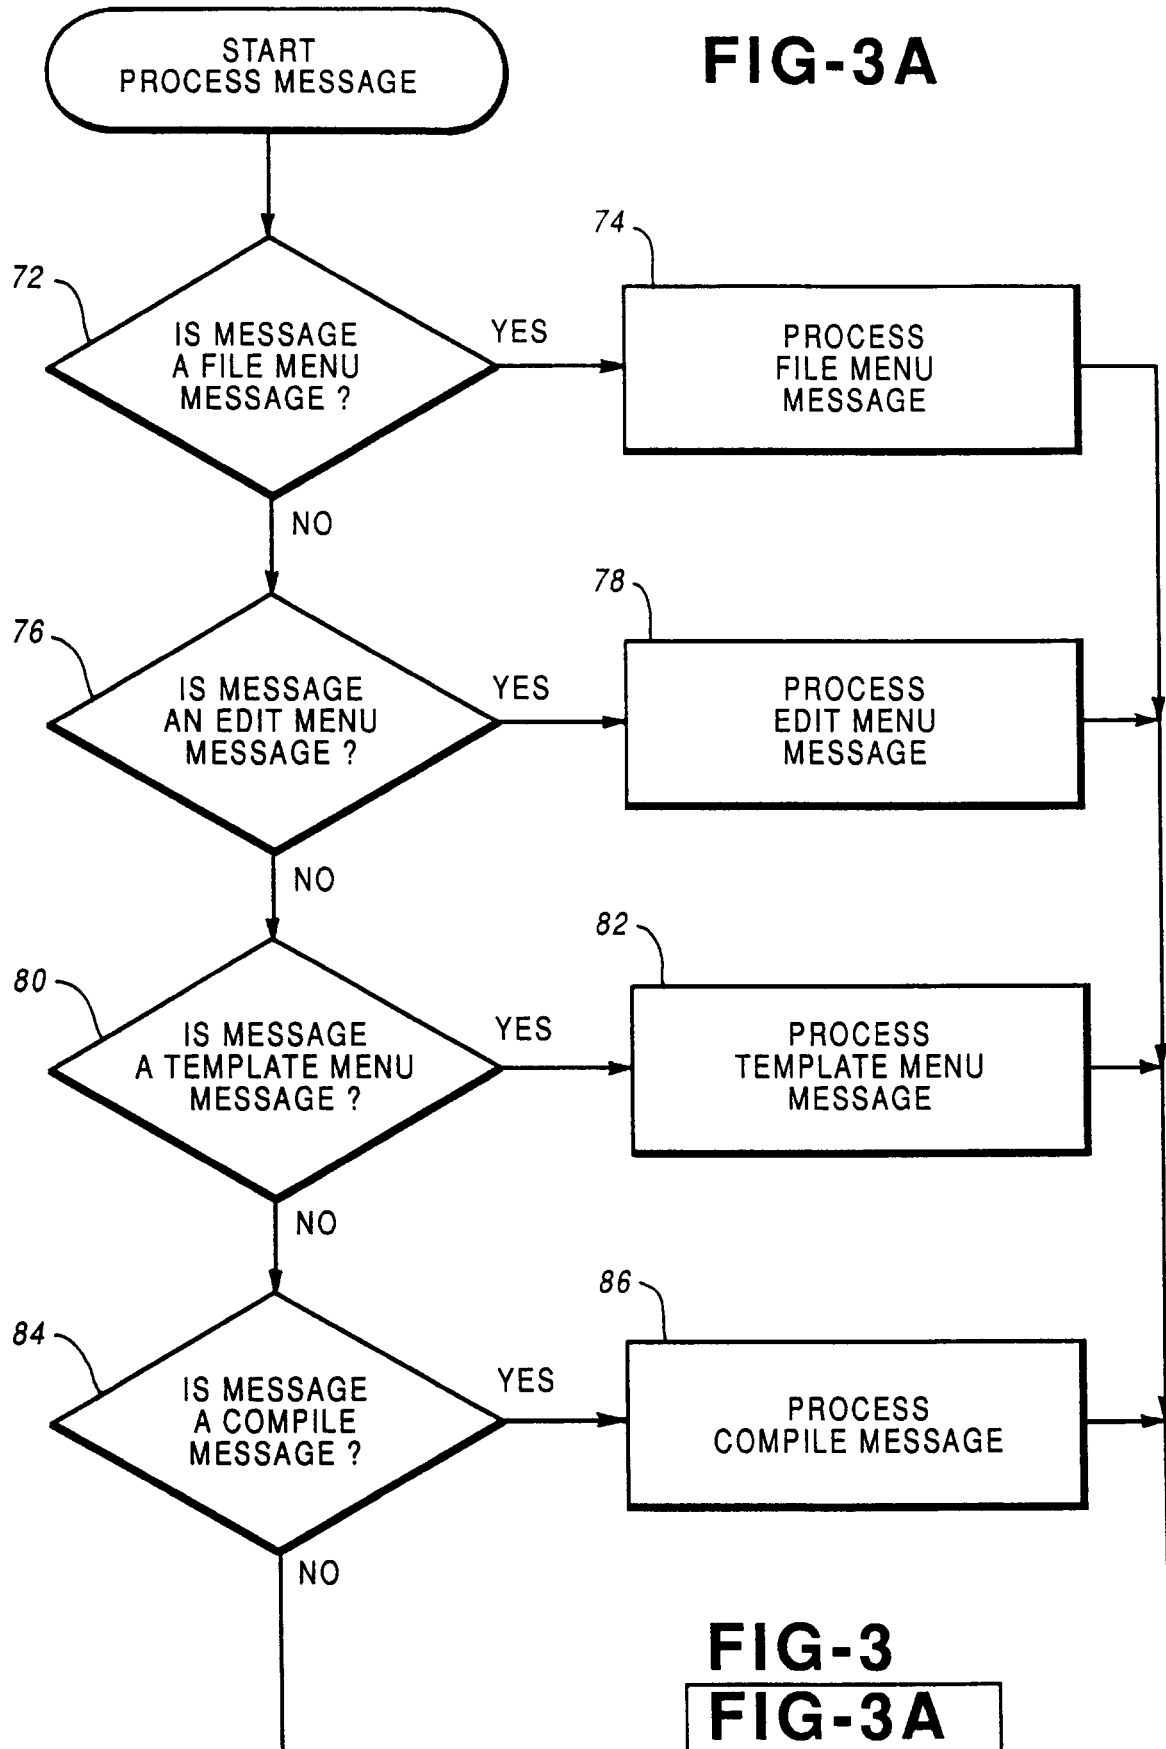 START
PROCESS MESSAGE
FIG-3A
72
IS MESSAGE
A FILE MENU
MESSAGE ?
YES
74
PROCESS
FILE MENU
MESSAGE
NO
76
IS MESSAGE
AN EDIT MENU
MESSAGE ?
YES
78
PROCESS
EDIT MENU
MESSAGE
NO
80
IS MESSAGE
A TEMPLATE MENU
MESSAGE ?
YES
82
PROCESS
TEMPLATE MENU
MESSAGE
NO
84
IS MESSAGE
A COMPILE
MESSAGE ?
YES
86
PROCESS
COMPILE MESSAGE
NO
FIG-3
FIG-3A